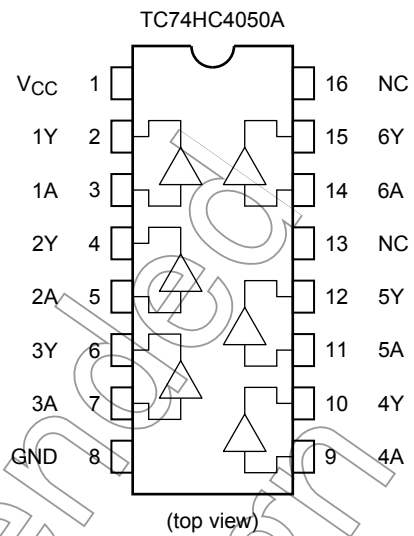 TC74HC4050A
VCC 1 16 NC
1Y 2 15 6Y
1A 3 14 6A
2Y 4 13 NC
2A 5 12 5Y
3Y 6 11 5A
3A 7 10 4Y
GND 8 9 4A
(top view)